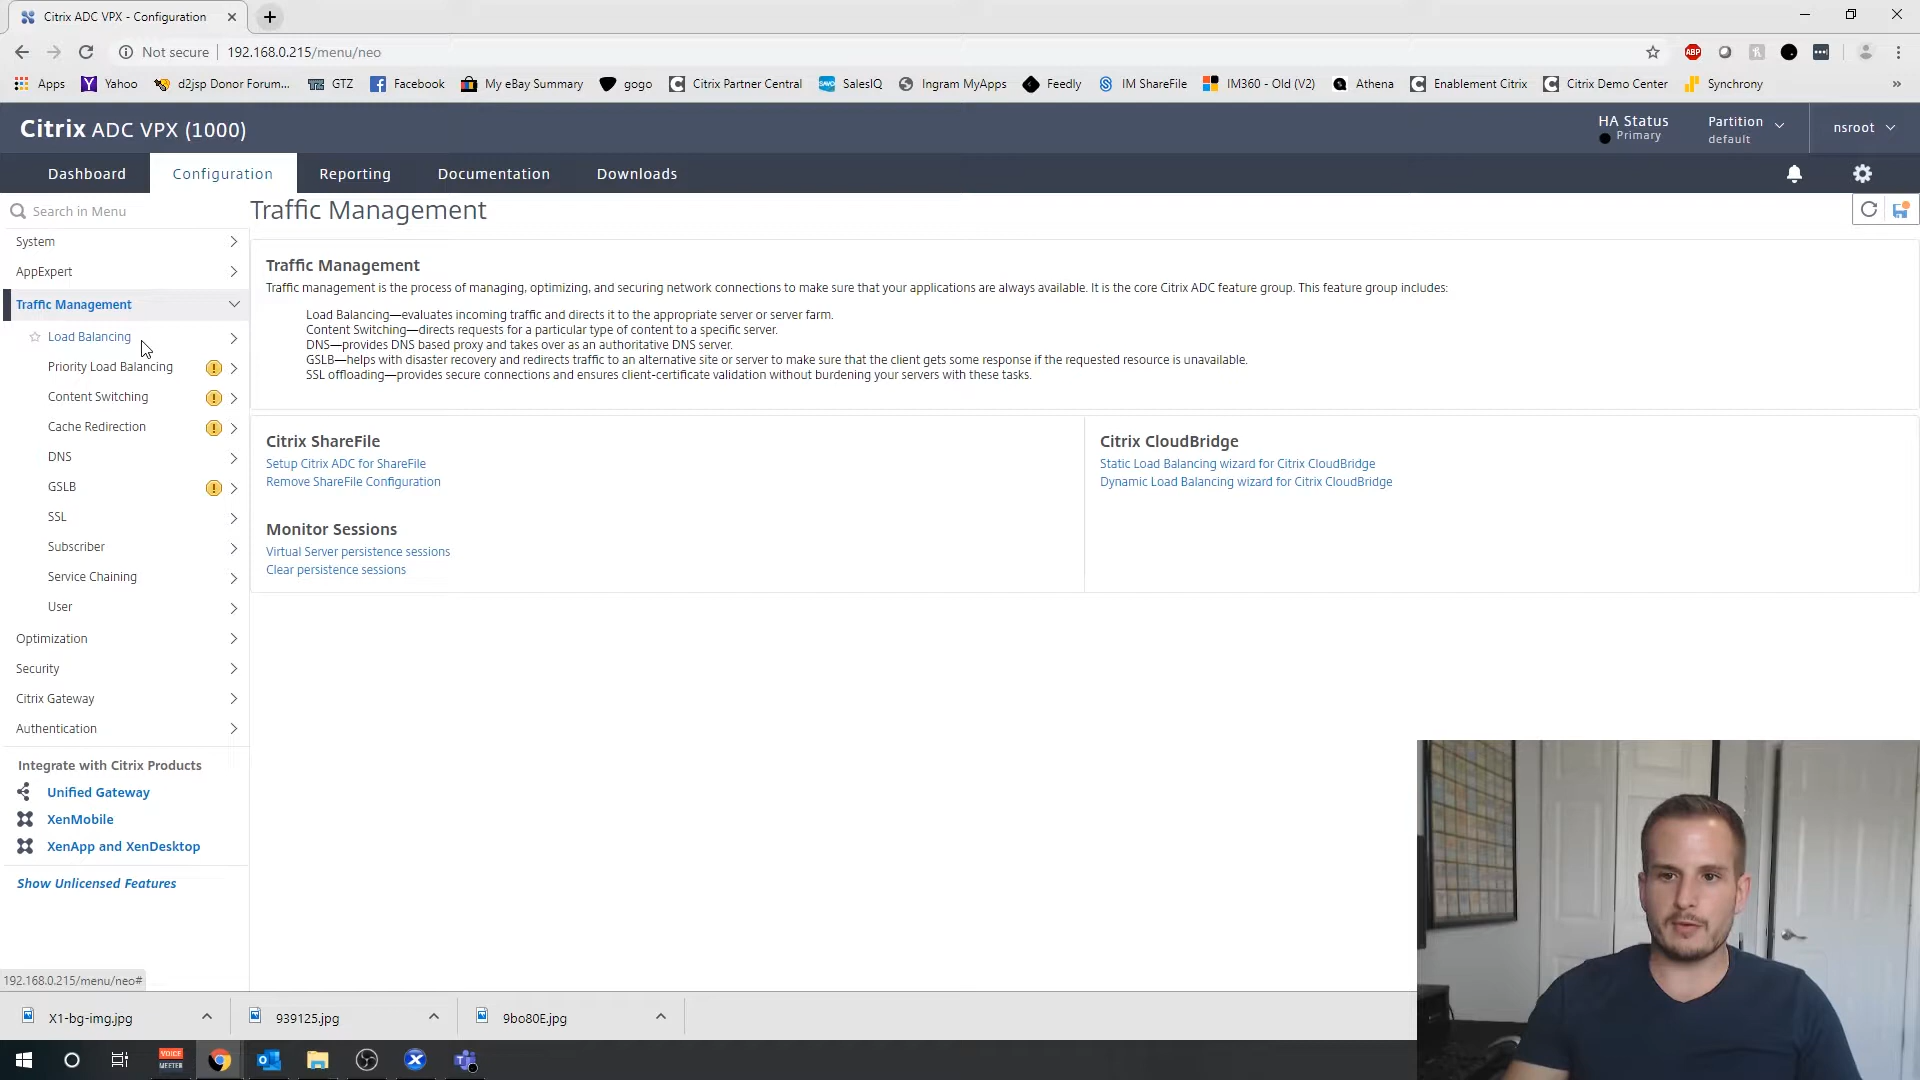 Citrix ADC VPX - Configuration
Not secure
192.168.0.215/menu/neo
ABP
Apps
Yahoo
d2jsp Donor Forum...
GTZ
Facebook
My eBay Summary
gogo
Citrix Partner Central
SalesIQ
Ingram MyApps
Feedly
IM ShareFile
IM360 - Old (V2)
Athena
Enablement Citrix
Citrix Demo Center
Synchrony
»
Citrix ADC VPX (1000)
HA Status
Primary
Partition
default
nsroot
Dashboard
Configuration
Reporting
Documentation
Downloads
Search in Menu
System
AppExpert
Traffic Management
Load Balancing
Priority Load Balancing
Content Switching
Cache Redirection
DNS
GSLB
SSL
Subscriber
Service Chaining
User
Optimization
Security
Citrix Gateway
Authentication
Integrate with Citrix Products
Unified Gateway
XenMobile
XenApp and XenDesktop
Show Unlicensed Features
192.168.0.215/menu/neo#
Traffic Management
Traffic Management
Traffic management is the process of managing, optimizing, and securing network connections to make sure that your applications are always available. It is the core Citrix ADC feature group. This feature group includes:
Load Balancing—evaluates incoming traffic and directs it to the appropriate server or server farm.
Content Switching—directs requests for a particular type of content to a specific server.
DNS—provides DNS based proxy and takes over as an authoritative DNS server.
GSLB—helps with disaster recovery and redirects traffic to an alternative site or server to make sure that the client gets some response if the requested resource is unavailable.
SSL offloading—provides secure connections and ensures client-certificate validation without burdening your servers with these tasks.
Citrix ShareFile
Setup Citrix ADC for ShareFile
Remove ShareFile Configuration
Monitor Sessions
Virtual Server persistence sessions
Clear persistence sessions
Citrix CloudBridge
Static Load Balancing wizard for Citrix CloudBridge
Dynamic Load Balancing wizard for Citrix CloudBridge
X1-bg-img.jpg
939125.jpg
9bo80E.jpg
VOICE
MEETER